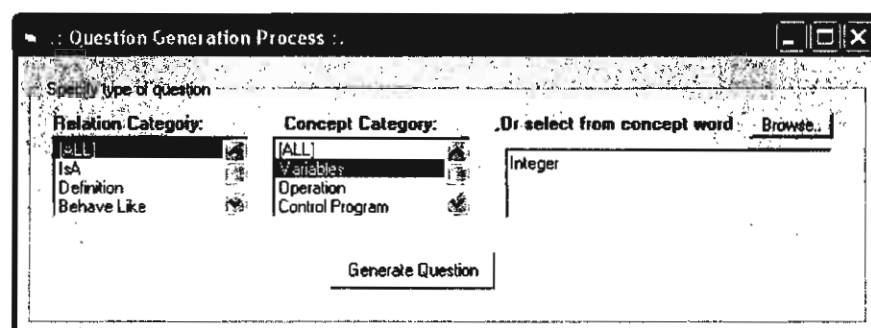 .: Question Generation Process :.
Specify type of question
Relation Category:
[ALL]
IsA
Definition
Behave Like
Concept Category:
[ALL]
Variables
Operation
Control Program
Or select from concept word Browse..
Integer
Generate Question